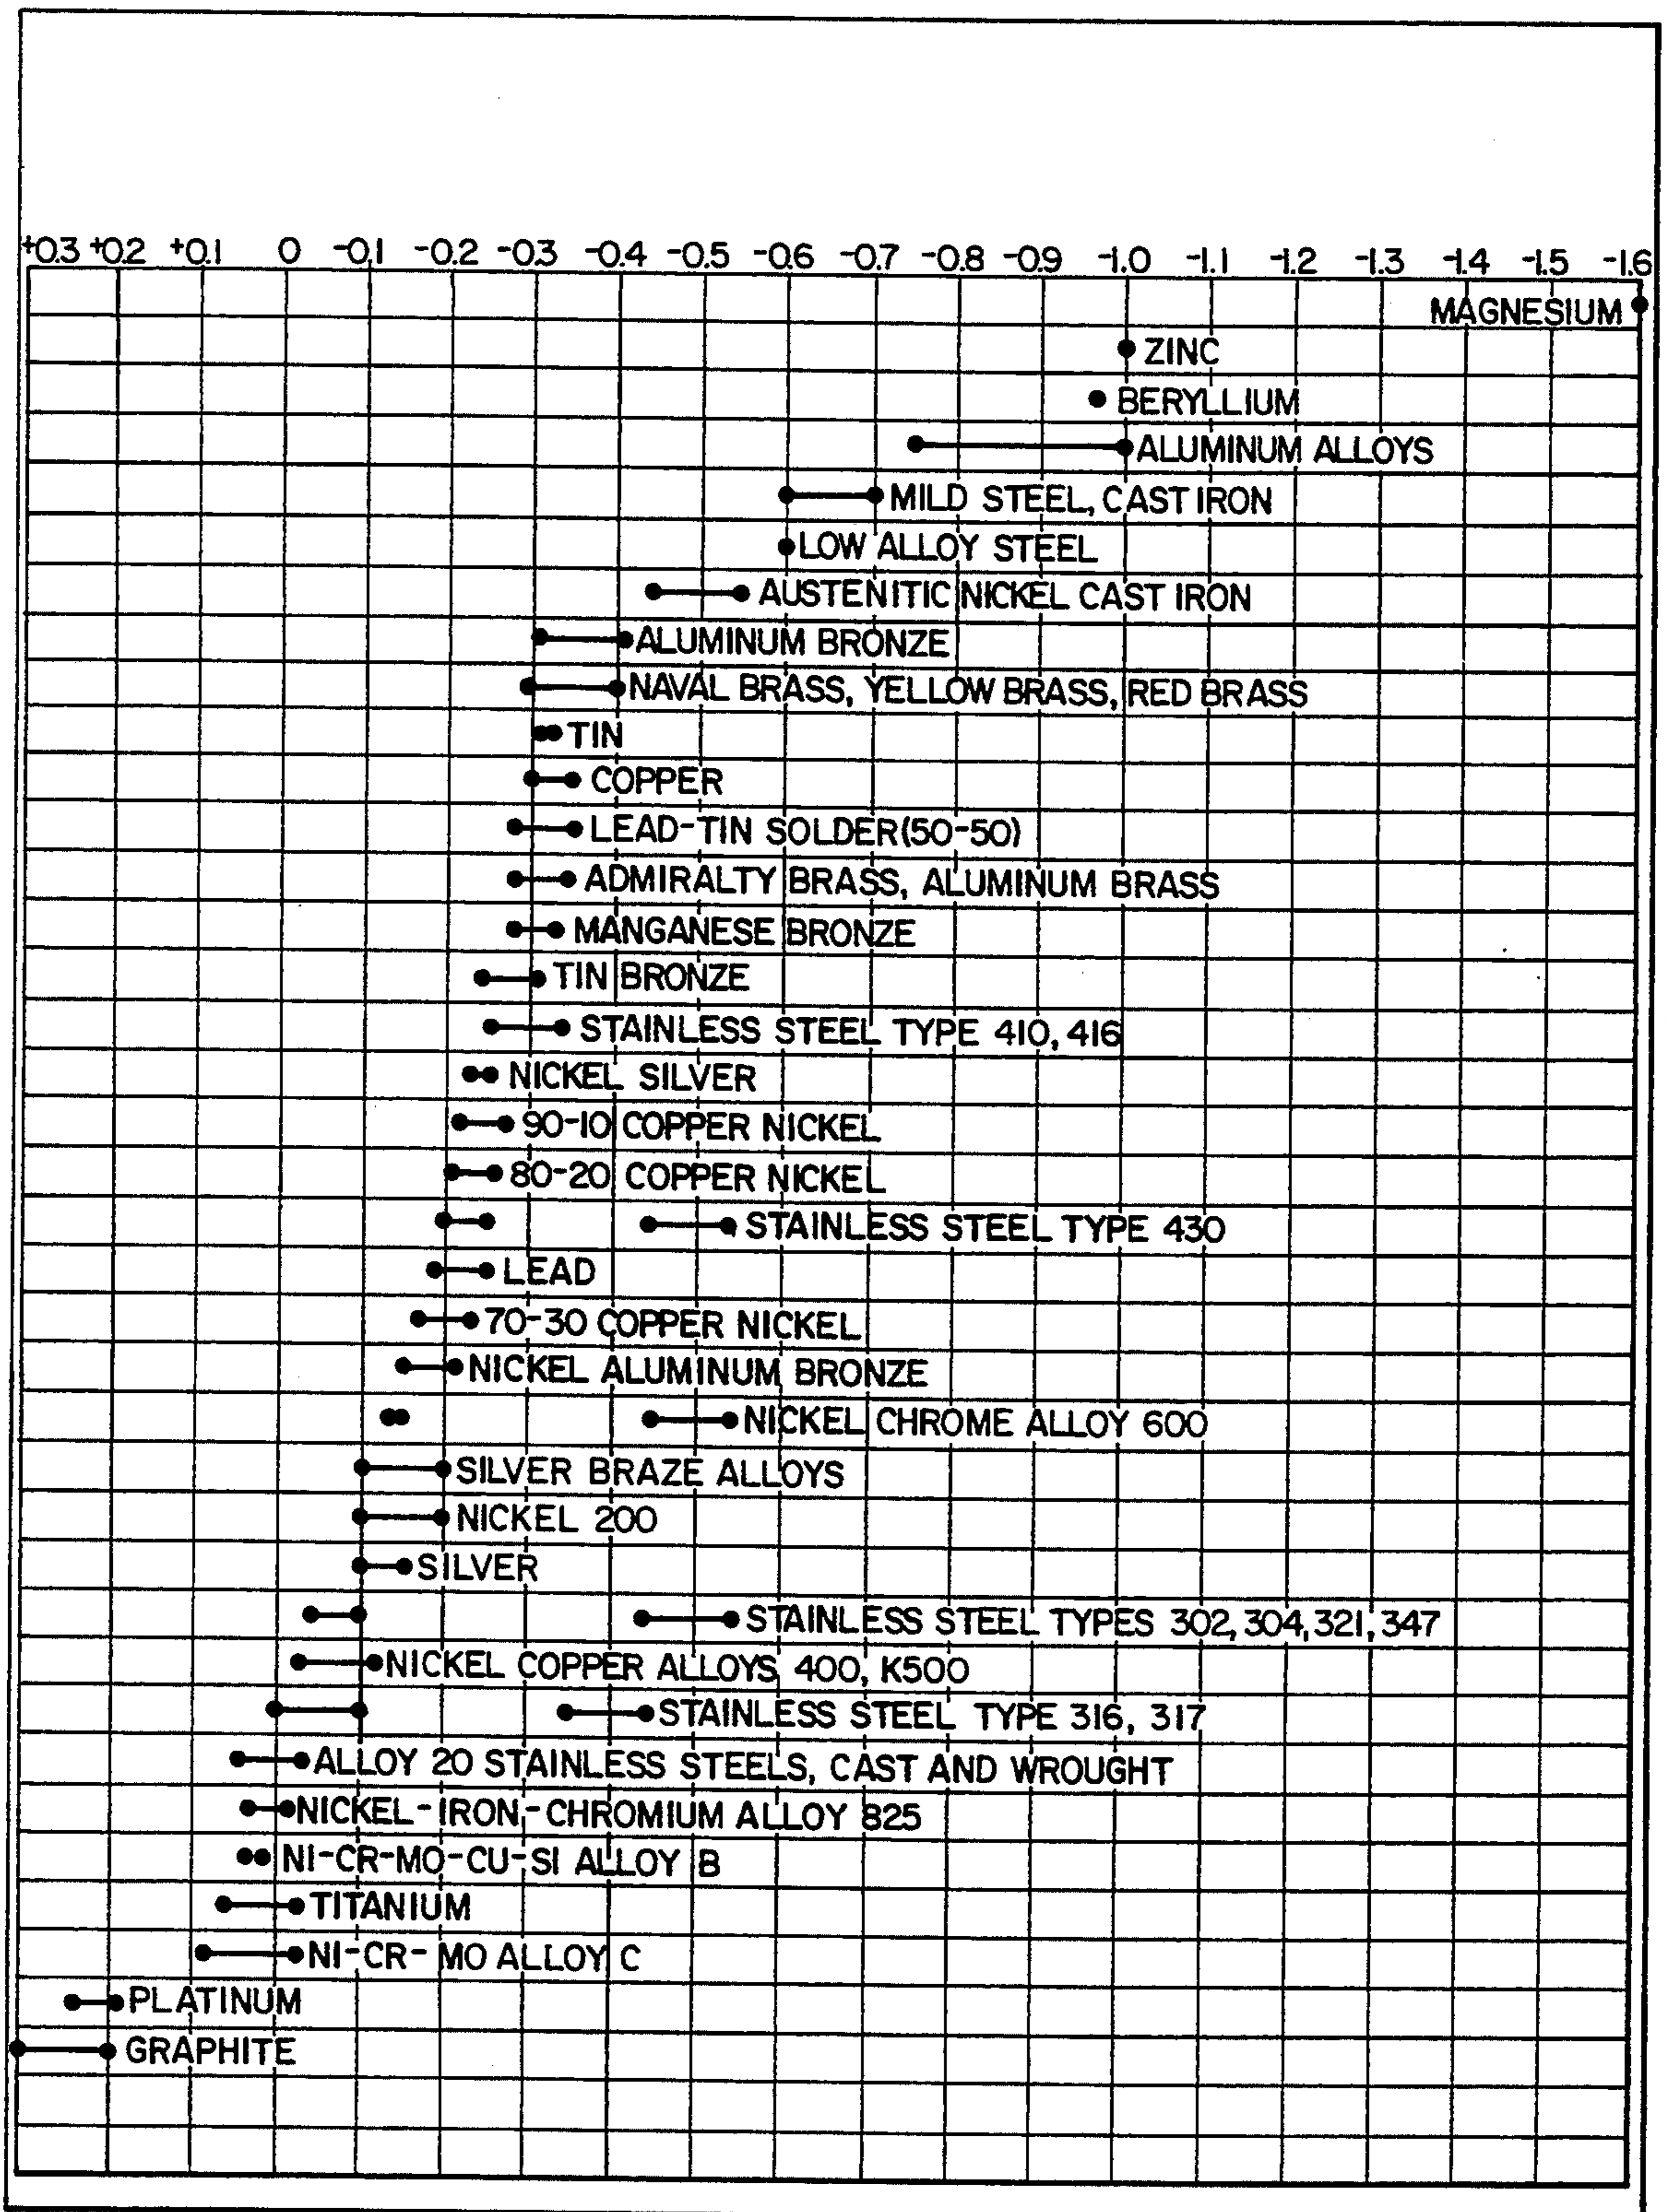 +0.3 +0.2 +0.1 0 -0.1 -0.2 -0.3 -0.4 -0.5 -0.6 -0.7 -0.8 -0.9 -1.0 -1.1 -1.2 -1.3 -1.4 -1.5 -1.6
MAGNESIUM
ZINC
BERYLLIUM
ALUMINUM ALLOYS
MILD STEEL, CAST IRON
LOW ALLOY STEEL
AUSTENITIC NICKEL CAST IRON
ALUMINUM BRONZE
NAVAL BRASS, YELLOW BRASS, RED BRASS
TIN
COPPER
LEAD-TIN SOLDER(50-50)
ADMIRALTY BRASS, ALUMINUM BRASS
MANGANESE BRONZE
TIN BRONZE
STAINLESS STEEL TYPE 410, 416
NICKEL SILVER
90-10 COPPER NICKEL
80-20 COPPER NICKEL
STAINLESS STEEL TYPE 430
LEAD
70-30 COPPER NICKEL
NICKEL ALUMINUM BRONZE
NICKEL CHROME ALLOY 600
SILVER BRAZE ALLOYS
NICKEL 200
SILVER
STAINLESS STEEL TYPES 302, 304, 321, 347
NICKEL COPPER ALLOYS 400, K500
STAINLESS STEEL TYPE 316, 317
ALLOY 20 STAINLESS STEELS, CAST AND WROUGHT
NICKEL-IRON-CHROMIUM ALLOY 825
NI-CR-MO-CU-SI ALLOY B
TITANIUM
NI-CR-MO ALLOY C
PLATINUM
GRAPHITE